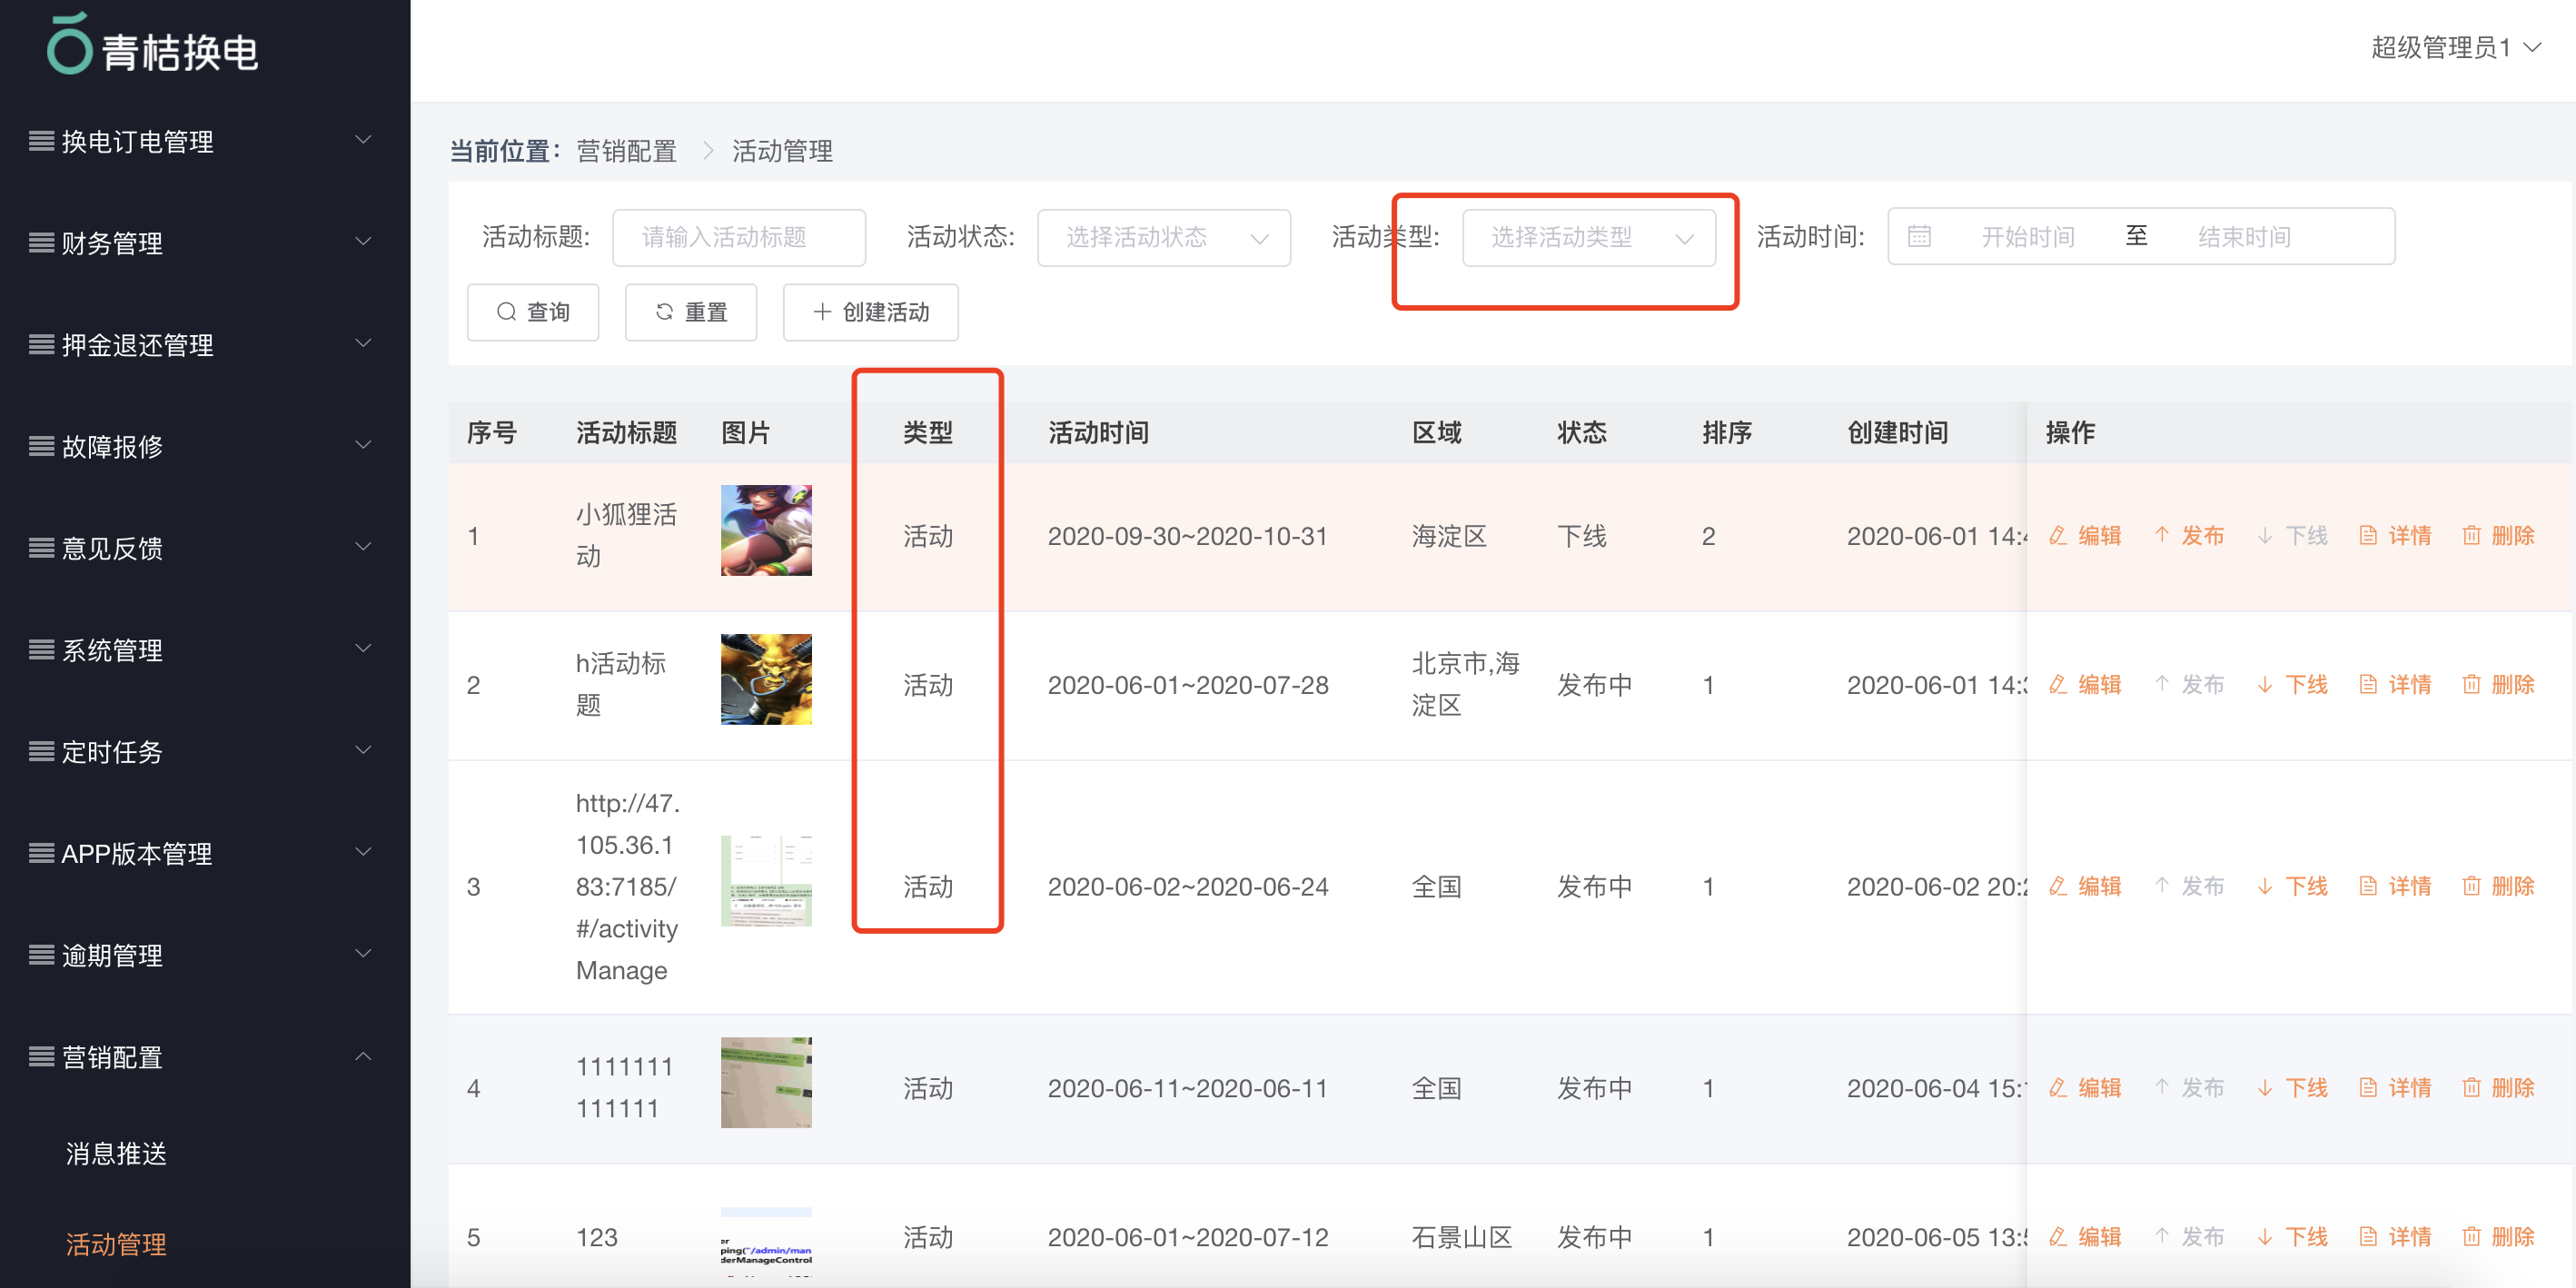 青桔换电
超级管理员1
换电订电管理
财务管理
押金退还管理
故障报修
意见反馈
系统管理
定时任务
APP版本管理
逾期管理
营销配置
消息推送
活动管理
当前位置： 营销配置 > 活动管理
活动标题: 请输入活动标题 活动状态: 选择活动状态 活动类型: 选择活动类型 活动时间: 开始时间 至 结束时间
查询 重置 创建活动
序号 活动标题 图片 类型 活动时间 区域 状态 排序 创建时间 操作
1 小狐狸活 活动 2020-09-30~2020-10-31 海淀区 下线 2 2020-06-01 14: 编辑 发布 下线 详情 删除
动
2 h活动标 活动 2020-06-01~2020-07-28 北京市,海 发布中 1 2020-06-01 14: 编辑 发布 下线 详情 删除
题 淀区
http://47.
105.36.1
3 83:7185/ 活动 2020-06-02~2020-06-24 全国 发布中 1 2020-06-02 20: 编辑 发布 下线 详情 删除
#/activity
Manage
4 1111111 活动 2020-06-11~2020-06-11 全国 发布中 1 2020-06-04 15: 编辑 发布 下线 详情 删除
111111
5 123 活动 2020-06-01~2020-07-12 石景山区 发布中 1 2020-06-05 13: 编辑 发布 下线 详情 删除
er
ping("/admin/man
derManageControl